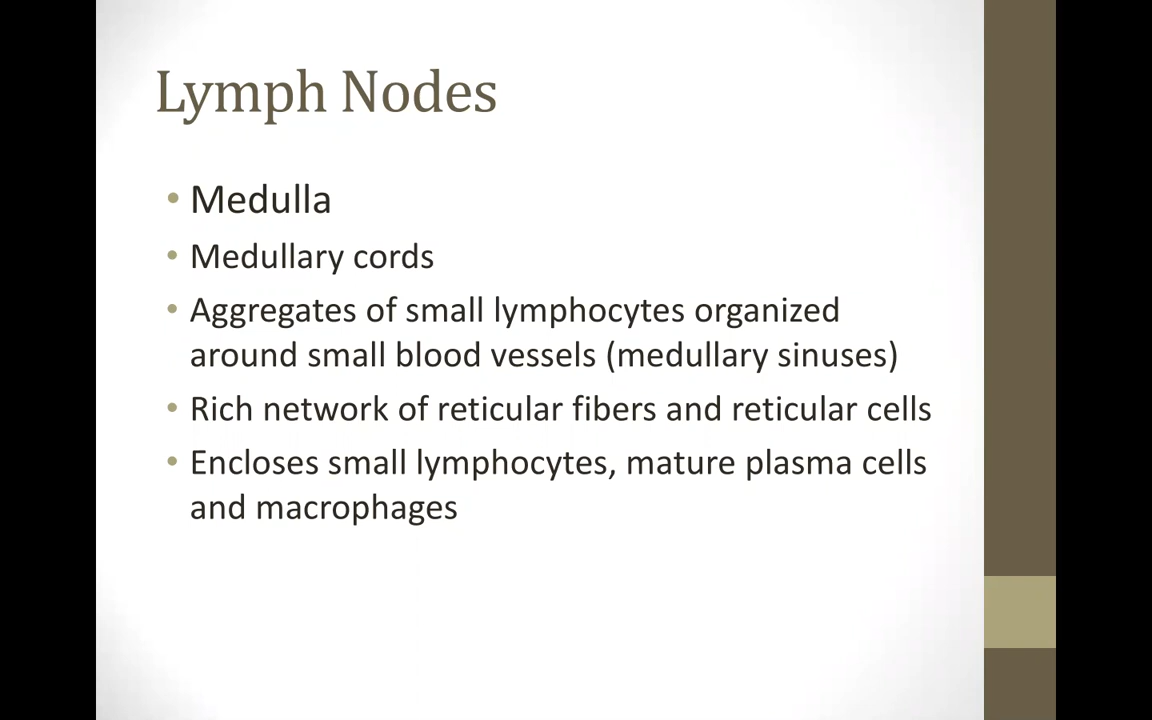 Lymph Nodes
• Medulla
• Medullary cords
• Aggregates of small lymphocytes organized
around small blood vessels (medullary sinuses)
• Rich network of reticular fibers and reticular cells
• Encloses small lymphocytes, mature plasma cells
and macrophages